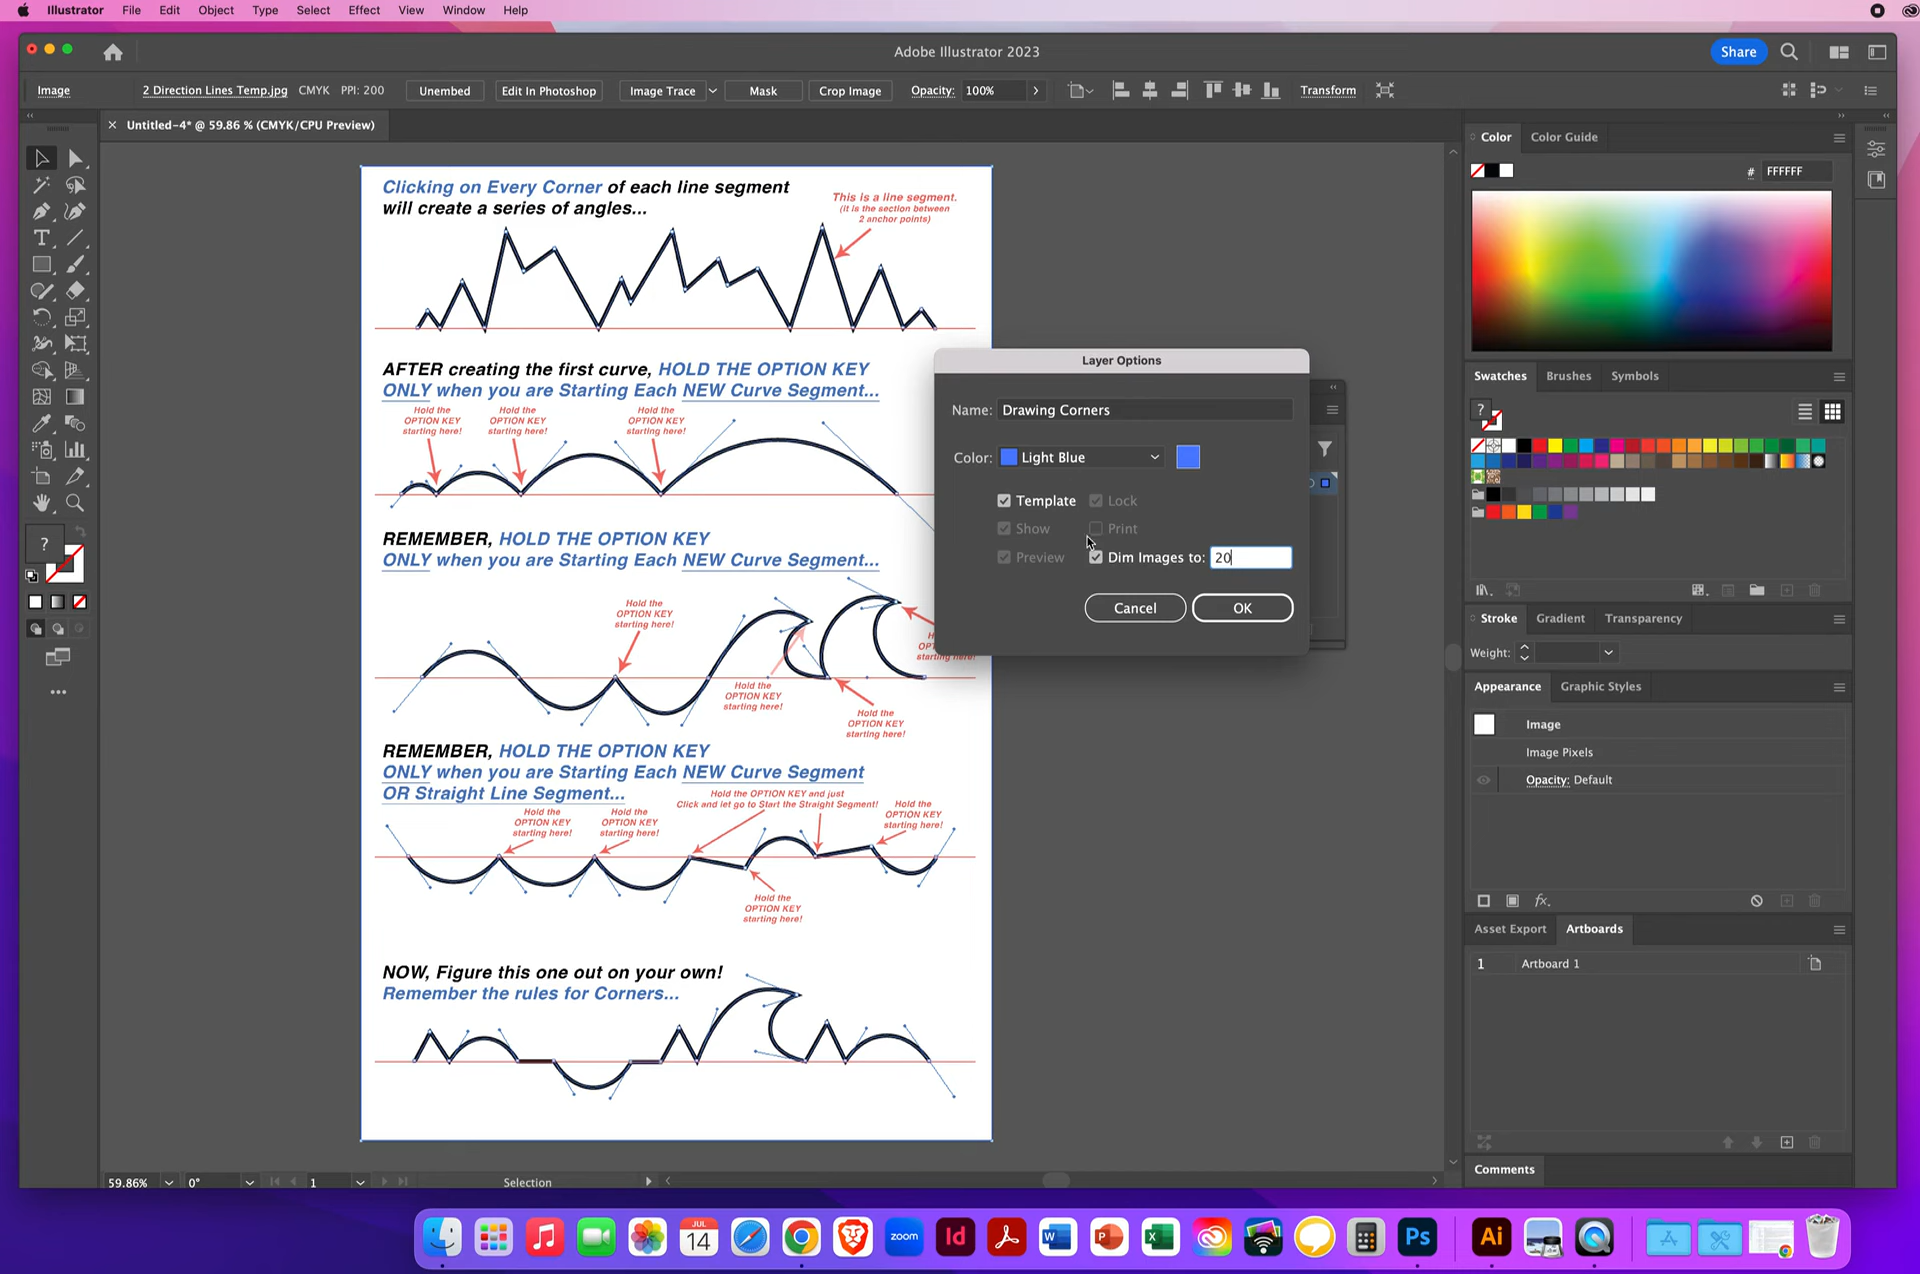 Illustrator File Edit Object Type Select Effect View Window Help
Adobe Illustrator 2023
Share
Image
2 Direction Lines Temp.jpg CMYK PPI: 200
Unembed
Edit In Photoshop
Image Trace
Mask
Crop Image
Opacity: 100%
Transform
Untitled-4* @ 59.86 % (CMYK/CPU Preview)
Clicking on Every Corner of each line segment
will create a series of angles...
This is a line segment.
(it is the section between
2 anchor points)
AFTER creating the first curve, HOLD THE OPTION KEY
ONLY when you are Starting Each NEW Curve Segment...
Hold the
OPTION KEY
starting here!
Hold the
OPTION KEY
starting here!
Hold the
OPTION KEY
starting here!
REMEMBER, HOLD THE OPTION KEY
ONLY when you are Starting Each NEW Curve Segment...
Hold the
OPTION KEY
starting here!
Hold the
OPTION KEY
starting here!
Hold the
OPTION KEY
starting here!
starting here!
REMEMBER, HOLD THE OPTION KEY
ONLY when you are Starting Each NEW Curve Segment
OR Straight Line Segment...
Hold the OPTION KEY and just
Click and let go to Start the Straight Segment!
Hold the
OPTION KEY
starting here!
Hold the
OPTION KEY
starting here!
Hold the
OPTION KEY
starting here!
Hold the
OPTION KEY
starting here!
NOW, Figure this one out on your own!
Remember the rules for Corners...
Layer Options
Name: Drawing Corners
Color: Light Blue
Template Lock
Show Print
Preview Dim Images to: 20
Cancel OK
Color Color Guide
# FFFFFF
Swatches Brushes Symbols
?
Stroke Gradient Transparency
Weight:
Appearance Graphic Styles
Image
Image Pixels
Opacity: Default
fx.
Asset Export Artboards
1 Artboard 1
Comments
?
59.86% 0° 1 Selection
JUL
14
zoom
Id
W
P
X
Ps
Ai